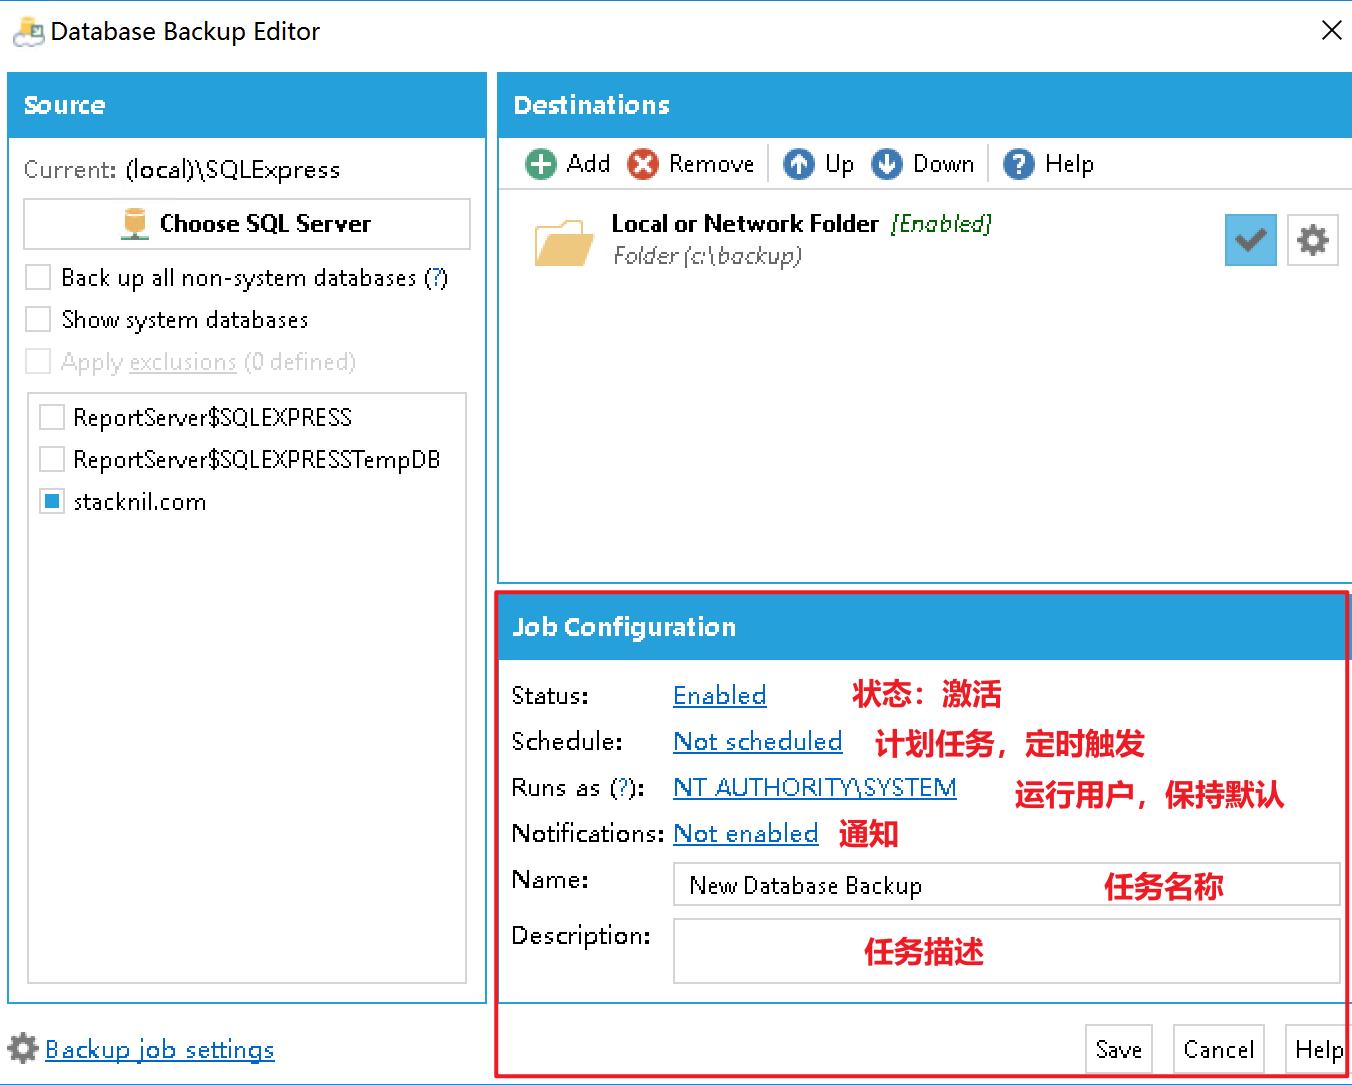 Database Backup Editor
Source
Current: (local)\SQLExpress
Choose SQL Server
Back up all non-system databases (?)
Show system databases
Apply exclusions (0 defined)
ReportServer$SQLEXPRESS
ReportServer$SQLEXPRESSTempDB
stacknil.com
Backup job settings
Destinations
Add Remove Up Down Help
Local or Network Folder [Enabled]
Folder (c:\backup)
Job Configuration
Status: Enabled 状态：激活
Schedule: Not scheduled 计划任务，定时触发
Runs as (?): NT AUTHORITY\SYSTEM 运行用户，保持默认
Notifications: Not enabled 通知
Name: New Database Backup 任务名称
Description: 任务描述
Save Cancel Help